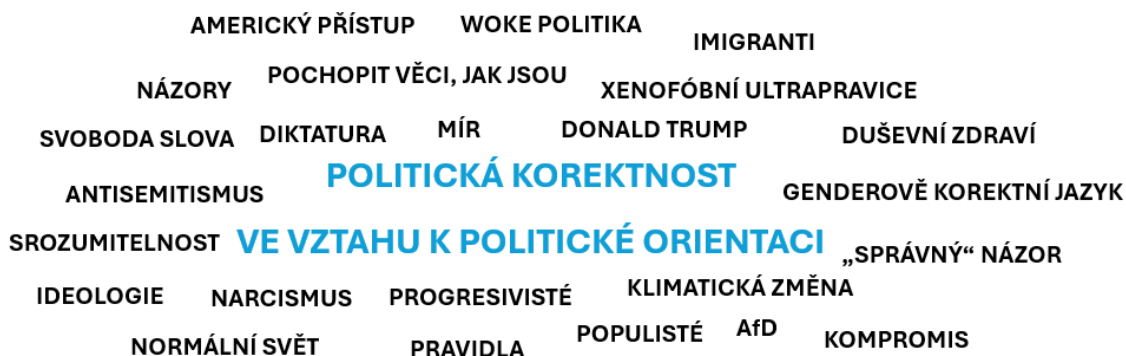 AMERICKÝ PŘÍSTUP WOKE POLITIKA IMIGRANTI
NÁZORY POCHOPIT VĚCI, JAK JSOU XENOFÓBNÍ ULTRAPRAVICE
SVOBODA SLOVA DIKTATURA MÍR DONALD TRUMP DUŠEVNÍ ZDRAVÍ
ANTISEMITISMUS POLITICKÁ KOREKTNOST GENDEROVĚ KOREKTNÍ JAZYK
SROZUMITELNOST VE VZTAHU K POLITICKÉ ORIENTACI „SPRÁVNÝ“ NÁZOR
IDEOLOGIE NARCISMUS PROGRESIVISTÉ KLIMATICKÁ ZMĚNA
NORMÁLNÍ SVĚT PRAVIDLA POPULISTÉ AfD KOMPROMIS